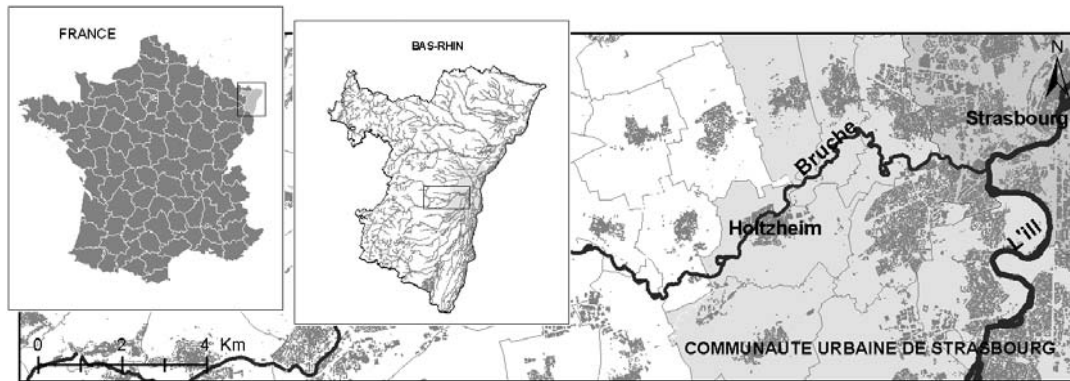 FRANCE
BAS-RHIN
N
Strasbourg
Bruche
Holtzheim
L'Ill
COMMUNAUTE URBAINE DE STRASBOURG
0 2 4 Km